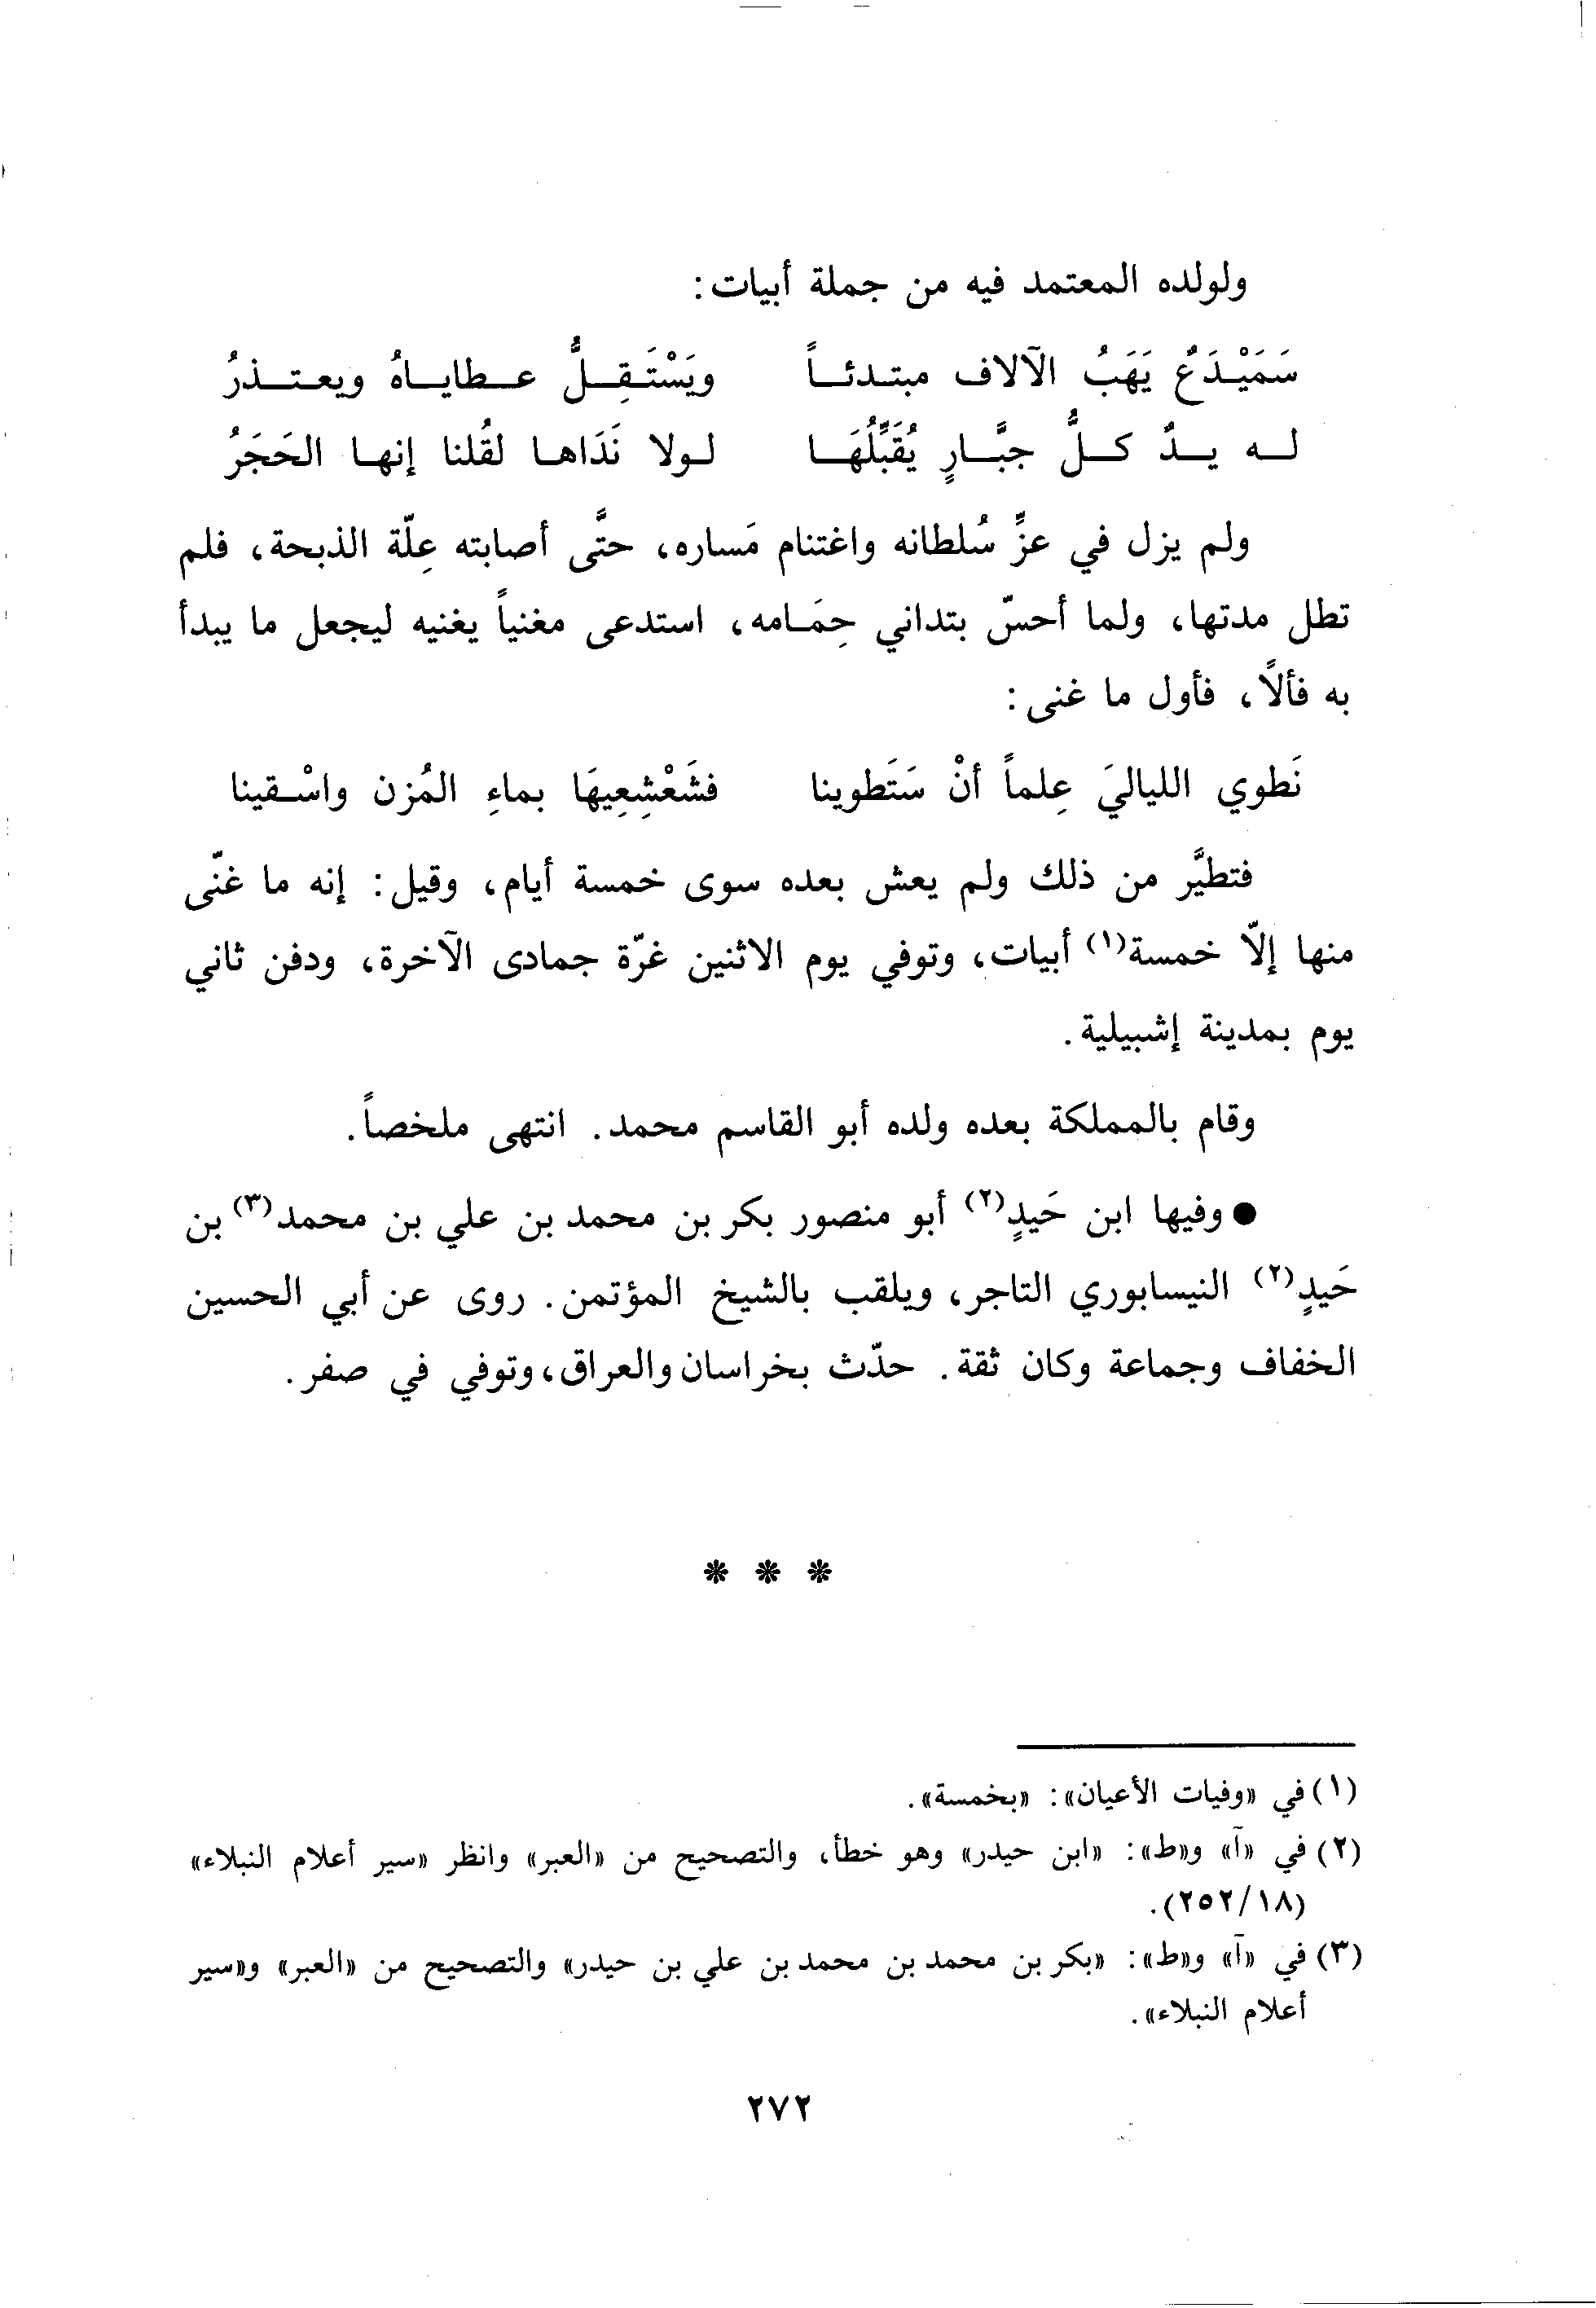 ولولده المعتمد فيه من جملة أبيات:
سَمَيْدَعٌ يَهَبُ الآلاف مبتدئاً ويَسْتَقِلُّ عطاياهُ ويعتذرُ
له يدٌ كلُّ جبَّارٍ يُقَبِّلُهَا لولا نَدَاها لقُلنا إنها الحَجَرُ
ولم يزل في عزِّ سُلطانه واغتنام مَساره، حتَّى أصابته عِلّة الذبحة، فلم
تطل مدتها، ولما أحسّ بتداني حِمَامه، استدعى مغنياً يغنيه ليجعل ما يبدأ
به فألاً، فأول ما غنى:
نَطوي اللياليَ عِلماً أنْ سَتَطوينا فشَعْشِعِيهَا بماءِ المُزن واسْقينا
فتطيَّر من ذلك ولم يعش بعده سوى خمسة أيام، وقيل: إنه ما غنّى
منها إلّا خمسة(١) أبيات، وتوفي يوم الاثنين غرّة جمادى الآخرة، ودفن ثاني
يوم بمدينة إشبيلية.
وقام بالمملكة بعده ولده أبو القاسم محمد. انتهى ملخصاً.
● وفيها ابن حَيدٍ(٢) أبو منصور بكر بن محمد بن علي بن محمد(٣) بن
حَيدٍ(٢) النيسابوري التاجر، ويلقب بالشيخ المؤتمن. روى عن أبي الحسين
الخفاف وجماعة وكان ثقة. حدّث بخراسان والعراق، وتوفي في صفر.
* * *
(١) في «وفيات الأعيان»: «بخمسة».
(٢) في «آ» و«ط»: «ابن حيدر» وهو خطأ، والتصحيح من «العبر» وانظر «سير أعلام النبلاء»
(٢٥٢/١٨).
(٣) في «آ» و«ط»: «بكر بن محمد بن محمد بن علي بن حيدر» والتصحيح من «العبر» و«سير
أعلام النبلاء».
٢٧٢